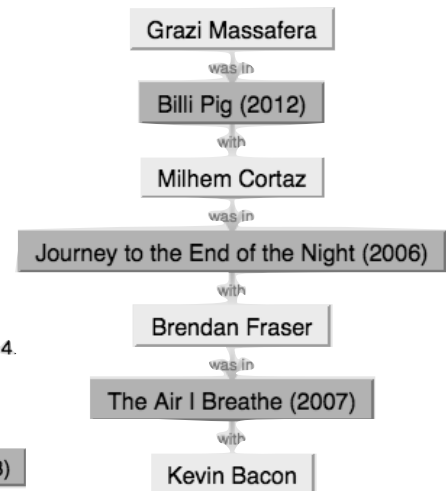 Grazi Massafera
was in
Billi Pig (2012)
with
Milhem Cortaz
was in
Journey to the End of the Night (2006)
with
Brendan Fraser
4.
was in
The Air I Breathe (2007)
with
)
Kevin Bacon